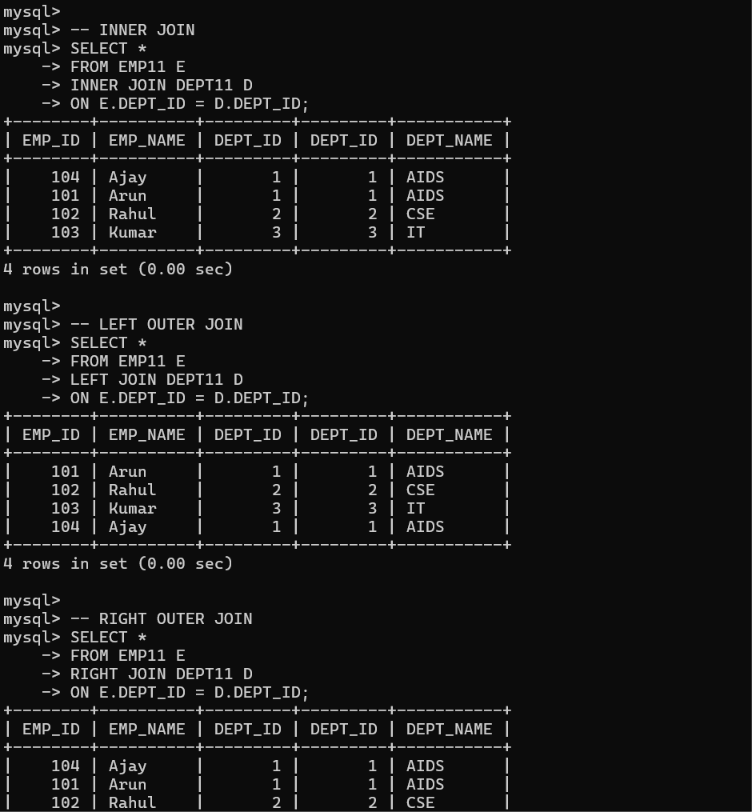 mysql>
mysql> -- INNER JOIN
mysql> SELECT *
    -> FROM EMP11 E
    -> INNER JOIN DEPT11 D
    -> ON E.DEPT_ID = D.DEPT_ID;
+--------+----------+---------+---------+-----------+
| EMP_ID | EMP_NAME | DEPT_ID | DEPT_ID | DEPT_NAME |
+--------+----------+---------+---------+-----------+
|    104 | Ajay     |       1 |       1 | AIDS      |
|    101 | Arun     |       1 |       1 | AIDS      |
|    102 | Rahul    |       2 |       2 | CSE       |
|    103 | Kumar    |       3 |       3 | IT        |
+--------+----------+---------+---------+-----------+
4 rows in set (0.00 sec)

mysql>
mysql> -- LEFT OUTER JOIN
mysql> SELECT *
    -> FROM EMP11 E
    -> LEFT JOIN DEPT11 D
    -> ON E.DEPT_ID = D.DEPT_ID;
+--------+----------+---------+---------+-----------+
| EMP_ID | EMP_NAME | DEPT_ID | DEPT_ID | DEPT_NAME |
+--------+----------+---------+---------+-----------+
|    101 | Arun     |       1 |       1 | AIDS      |
|    102 | Rahul    |       2 |       2 | CSE       |
|    103 | Kumar    |       3 |       3 | IT        |
|    104 | Ajay     |       1 |       1 | AIDS      |
+--------+----------+---------+---------+-----------+
4 rows in set (0.00 sec)

mysql>
mysql> -- RIGHT OUTER JOIN
mysql> SELECT *
    -> FROM EMP11 E
    -> RIGHT JOIN DEPT11 D
    -> ON E.DEPT_ID = D.DEPT_ID;
+--------+----------+---------+---------+-----------+
| EMP_ID | EMP_NAME | DEPT_ID | DEPT_ID | DEPT_NAME |
+--------+----------+---------+---------+-----------+
|    104 | Ajay     |       1 |       1 | AIDS      |
|    101 | Arun     |       1 |       1 | AIDS      |
|    102 | Rahul    |       2 |       2 | CSE       |